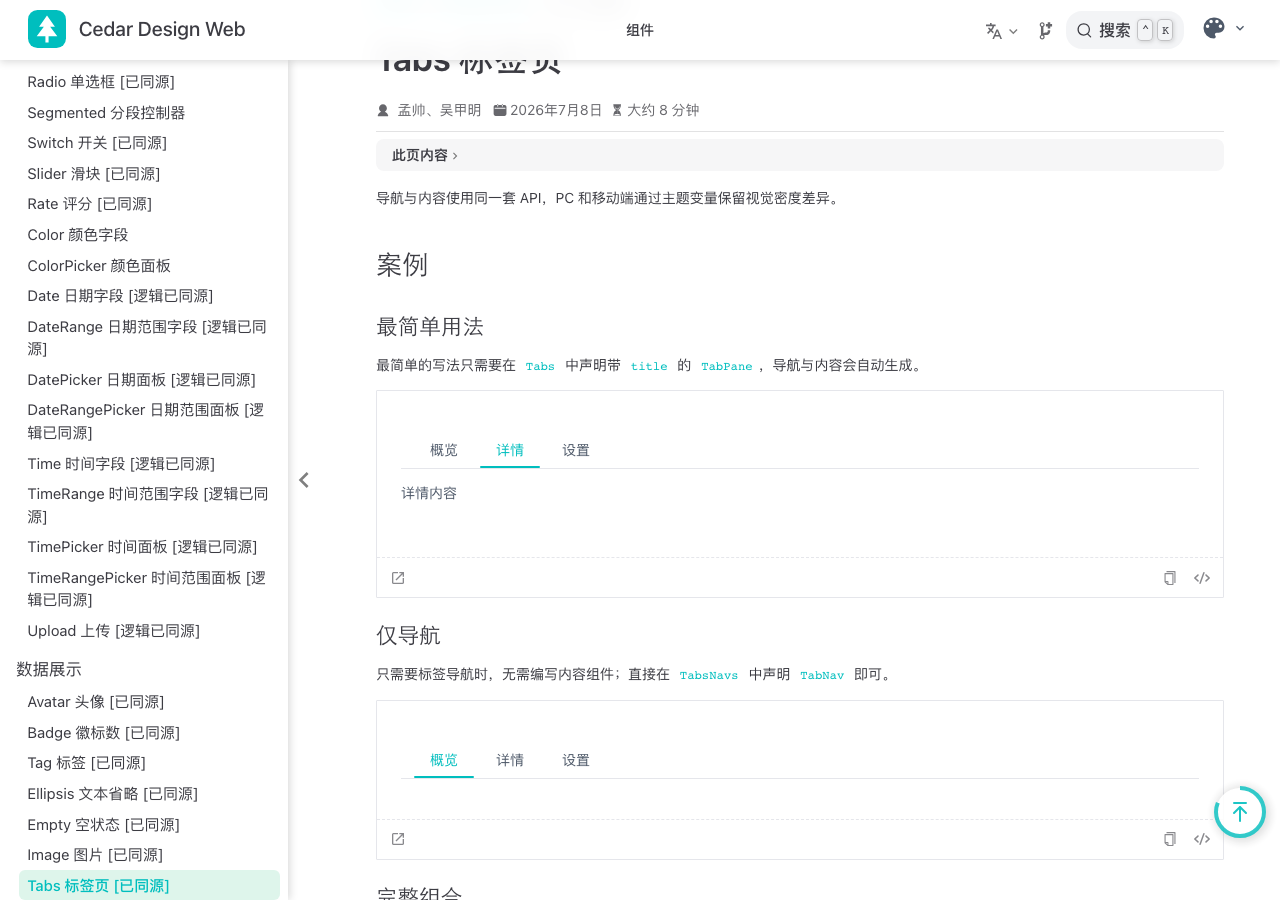 Cedar Design Web
组件
搜索
^
K
Radio 单选框 [已同源]
Segmented 分段控制器
Switch 开关 [已同源]
Slider 滑块 [已同源]
Rate 评分 [已同源]
Color 颜色字段
ColorPicker 颜色面板
Date 日期字段 [逻辑已同源]
DateRange 日期范围字段 [逻辑已同
源]
DatePicker 日期面板 [逻辑已同源]
DateRangePicker 日期范围面板 [逻
辑已同源]
Time 时间字段 [逻辑已同源]
TimeRange 时间范围字段 [逻辑已同
源]
TimePicker 时间面板 [逻辑已同源]
TimeRangePicker 时间范围面板 [逻
辑已同源]
Upload 上传 [逻辑已同源]
数据展示
Avatar 头像 [已同源]
Badge 徽标数 [已同源]
Tag 标签 [已同源]
Ellipsis 文本省略 [已同源]
Empty 空状态 [已同源]
Image 图片 [已同源]
Tabs 标签页 [已同源]
Tabs 标签页
孟帅、吴甲明 2026年7月8日 大约 8 分钟
此页内容
导航与内容使用同一套 API，PC 和移动端通过主题变量保留视觉密度差异。
案例
最简单用法
最简单的写法只需要在 Tabs 中声明带 title 的 TabPane ，导航与内容会自动生成。
概览 详情 设置
详情内容
仅导航
只需要标签导航时，无需编写内容组件；直接在 TabsNavs 中声明 TabNav 即可。
概览 详情 设置
完整组合